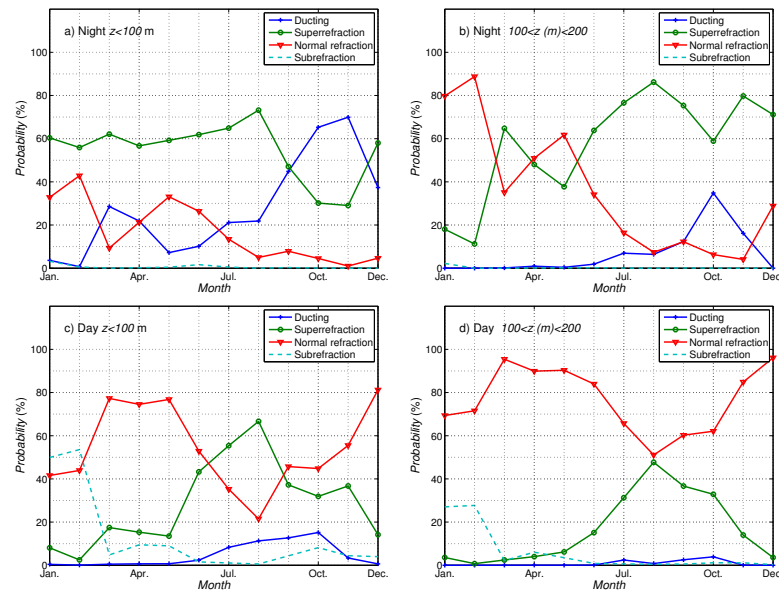 a) Night z<100 m
Ducting
Superrefraction
Normal refraction
Subrefraction
120
100
80
60
40
20
0
Probability (%)
Jan.
Apr.
Jul.
Oct.
Dec.
Month
b) Night 100<z (m)<200
Ducting
Superrefraction
Normal refraction
Subrefraction
100
80
60
40
20
0
Probability (%)
Jan.
Apr.
Jul.
Oct.
Dec.
Month
c) Day z<100 m
Ducting
Superrefraction
Normal refraction
Subrefraction
100
80
60
40
20
0
Probability (%)
Jan.
Apr.
Jul.
Oct.
Dec.
Month
d) Day 100<z (m)<200
Ducting
Superrefraction
Normal refraction
Subrefraction
100
80
60
40
20
0
Probability (%)
Jan.
Apr.
Jul.
Oct.
Dec.
Month